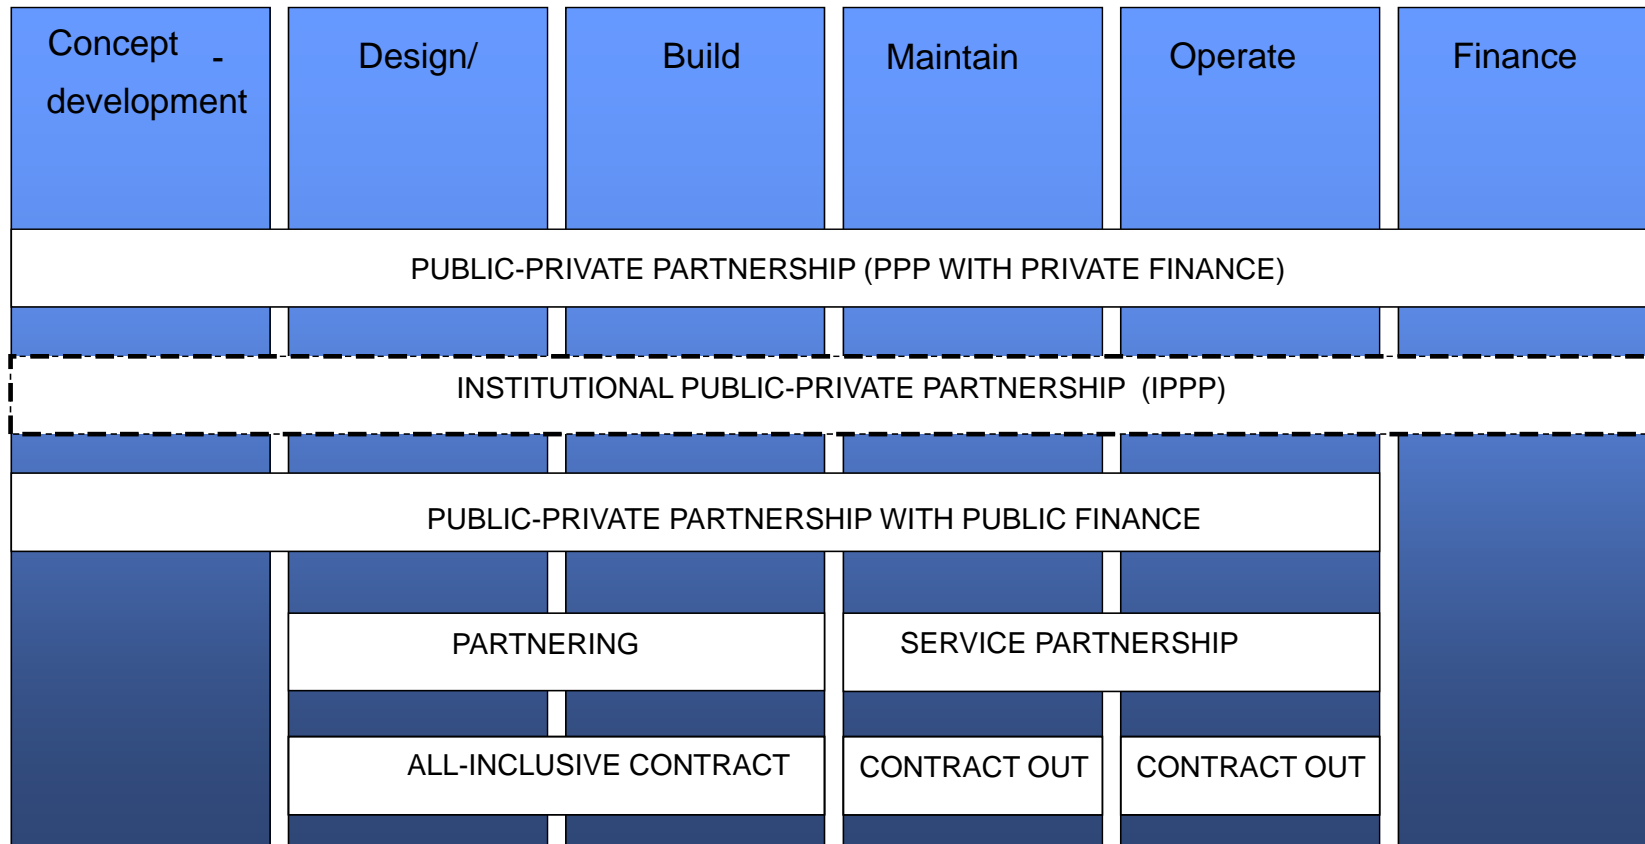 Concept -
development
Design/
Build
Maintain
Operate
Finance
PUBLIC-PRIVATE PARTNERSHIP (PPP WITH PRIVATE FINANCE)
INSTITUTIONAL PUBLIC-PRIVATE PARTNERSHIP (IPPP)
PUBLIC-PRIVATE PARTNERSHIP WITH PUBLIC FINANCE
PARTNERING
SERVICE PARTNERSHIP
ALL-INCLUSIVE CONTRACT
CONTRACT OUT
CONTRACT OUT